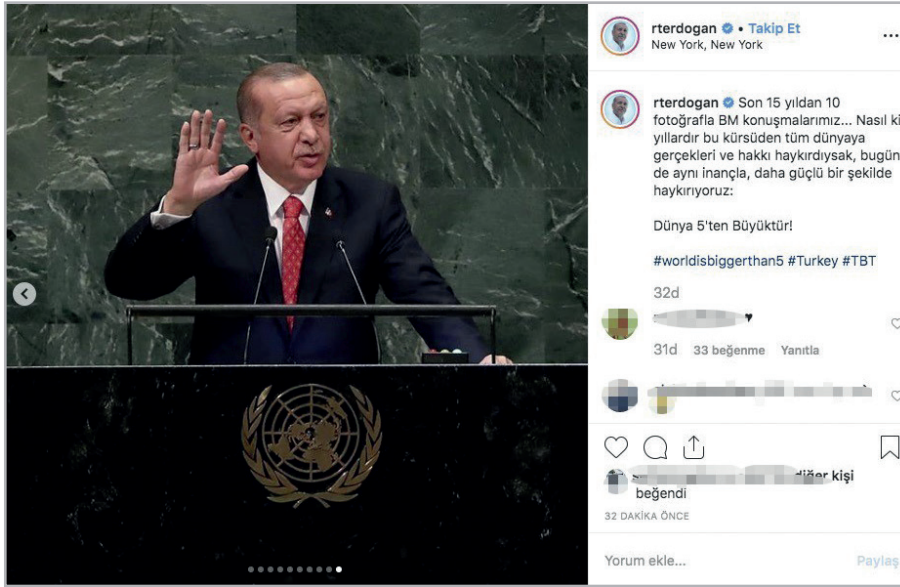 rterdogan • Takip Et
New York, New York
rterdogan Son 15 yıldan 10
fotoğrafla BM konuşmalarımız... Nasıl ki
yıllardır bu kürsüden tüm dünyaya
gerçekleri ve hakkı haykırdıysak, bugün
de aynı inançla, daha güçlü bir şekilde
haykırıyoruz:
Dünya 5'ten Büyüktür!
#worldisbiggerthan5 #Turkey #TBT
32d
31d 33 beğenme Yanıtla
diğer kişi
beğendi
32 DAKİKA ÖNCE
Yorum ekle... Paylaş